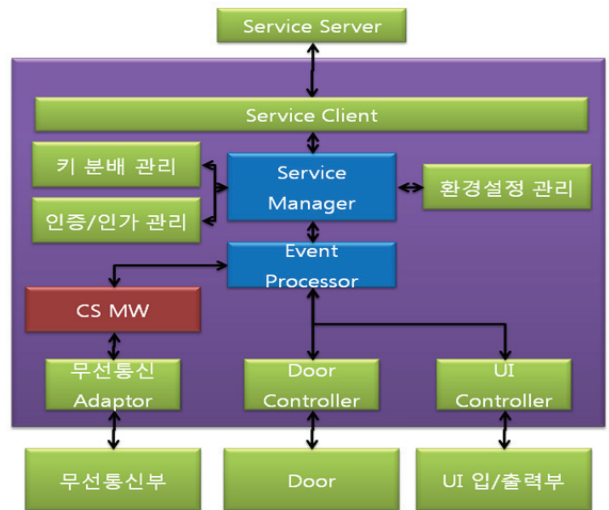 Service Server
Service Client
키 분배 관리
Service
Manager
환경설정 관리
인증/인가 관리
Event
Processor
CS MW
무선통신
Adaptor
Door
Controller
UI
Controller
무선통신부
Door
UI 입/출력부